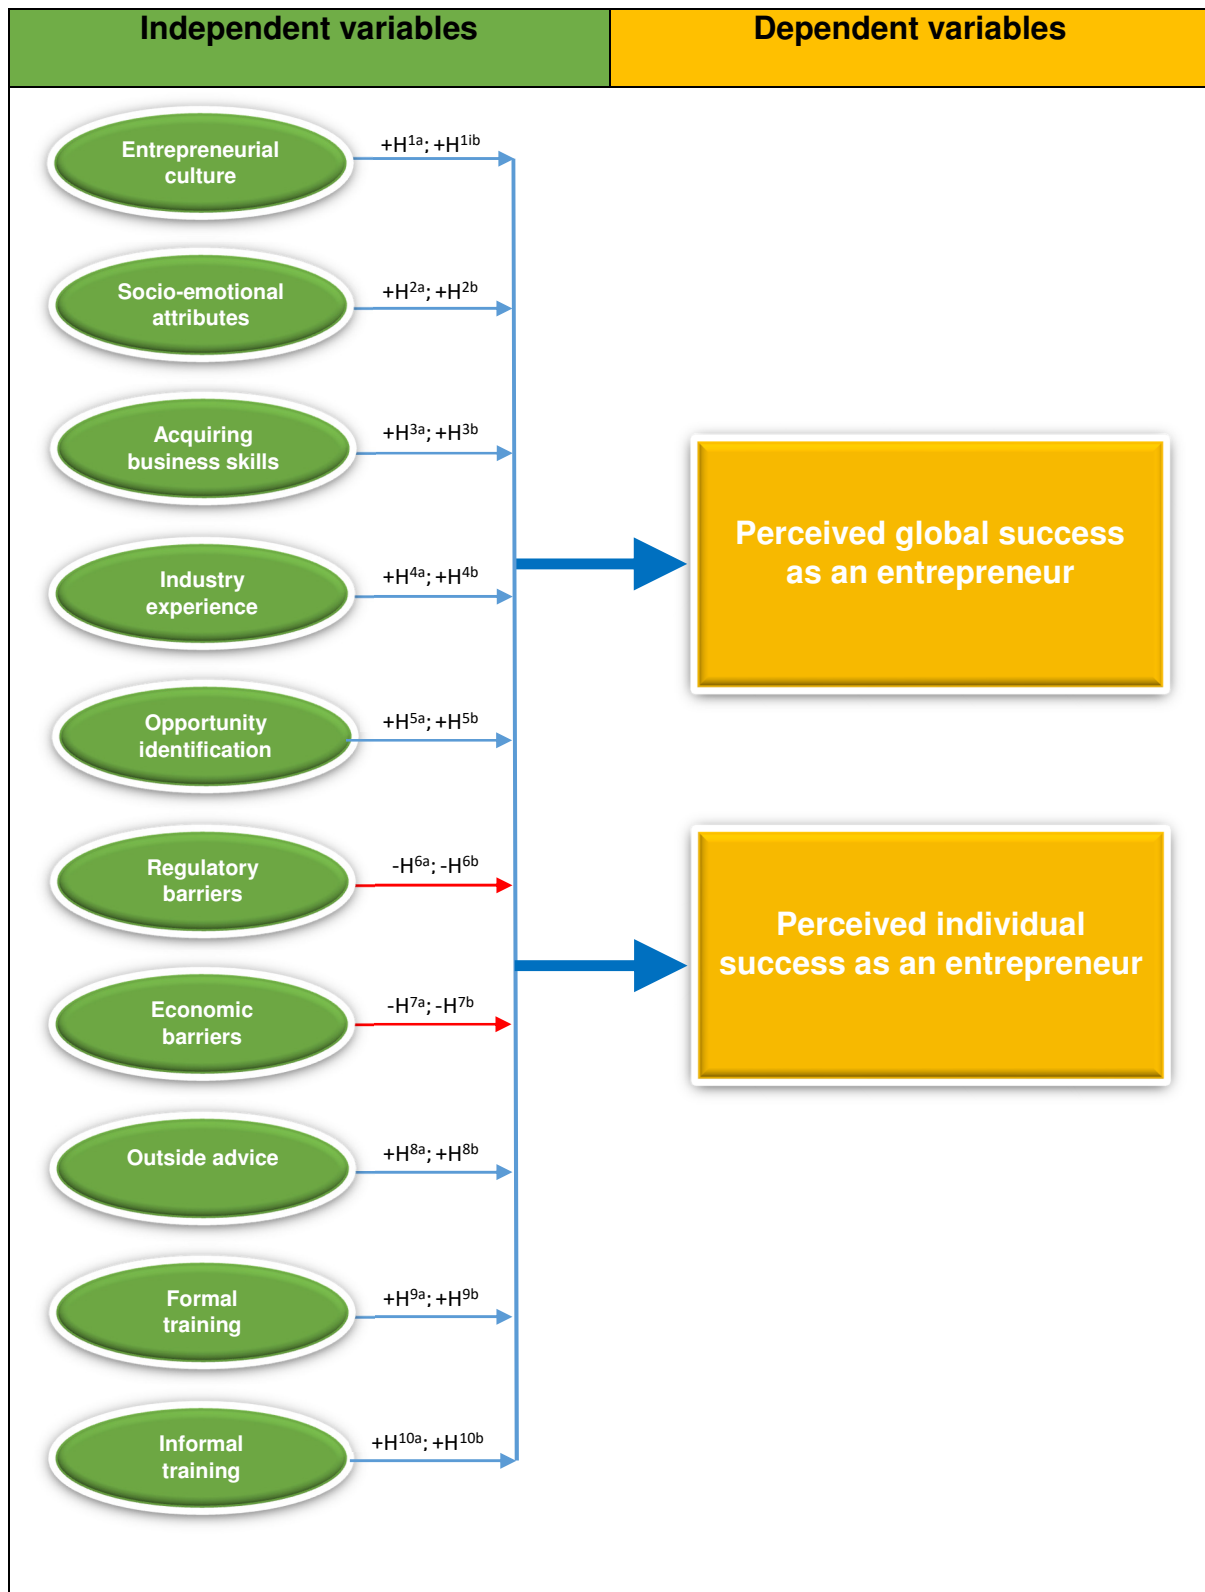 Independent variables
Dependent variables
Entrepreneurial
culture
+H1a; +H1ib
Socio-emotional
attributes
+H2a; +H2b
Acquiring
business skills
+H3a; +H3b
Industry
experience
+H4a; +H4b
Opportunity
identification
+H5a; +H5b
Regulatory
barriers
-H6a; -H6b
Economic
barriers
-H7a; -H7b
Outside advice
+H8a; +H8b
Formal
training
+H9a; +H9b
Informal
training
+H10a; +H10b
Perceived global success
as an entrepreneur
Perceived individual
success as an entrepreneur